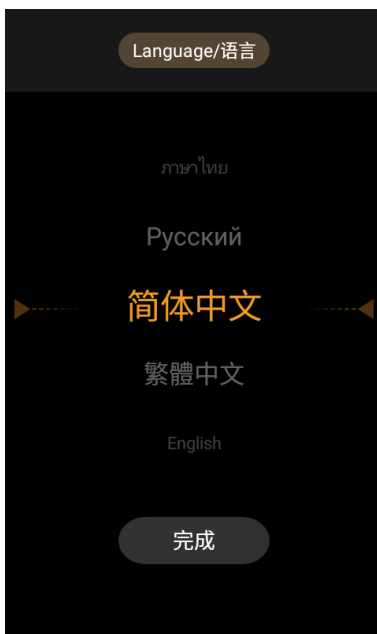 Language/语言
ภาษาไทย
Русский
简体中文
繁體中文
English
完成